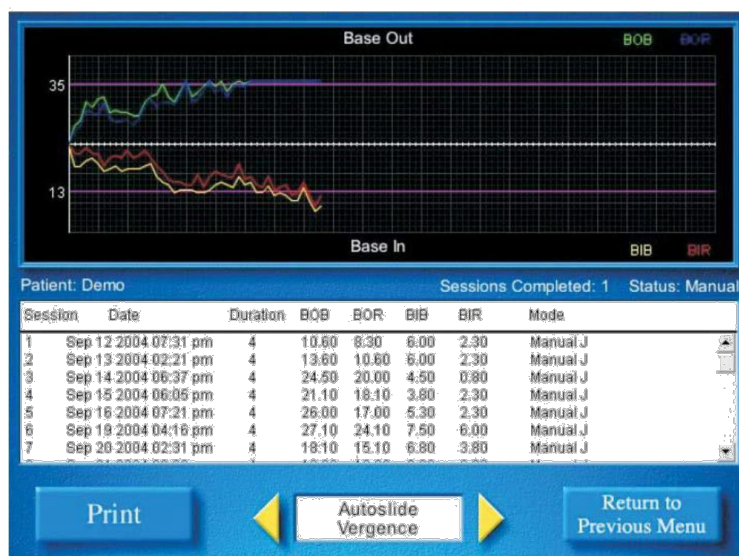 Base Out
BOB BOR
35
13
Base In
BIB BIR
Patient: Demo Sessions Completed: 1 Status: Manual
Session Date Duration BOB BOR BIB BIR Mode
1 Sep 12 2004 07:31 pm 4 10.60 8.30 6.00 2.30 Manual J
2 Sep 13 2004 02:21 pm 4 13.60 10.60 6.00 2.30 Manual J
3 Sep 14 2004 06:37 pm 4 24.50 20.00 4.50 0.80 Manual J
4 Sep 15 2004 06:05 pm 4 21.10 18.10 3.80 2.30 Manual J
5 Sep 16 2004 07:21 pm 4 26.00 17.00 5.30 2.30 Manual J
6 Sep 19 2004 04:16 pm 4 27.10 24.10 7.50 6.00 Manual J
7 Sep 20 2004 02:31 pm 4 18.10 15.10 6.80 3.80 Manual J
Print
Autoslide
Vergence
Return to
Previous Menu